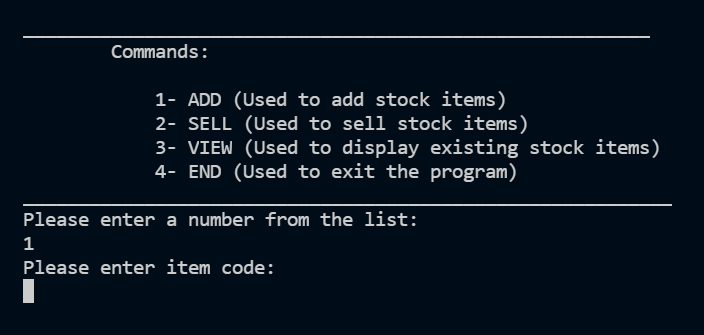 Commands:
1- ADD (Used to add stock items)
2- SELL (Used to sell stock items)
3- VIEW (Used to display existing stock items)
4- END (Used to exit the program)
Please enter a number from the list:
1
Please enter item code: